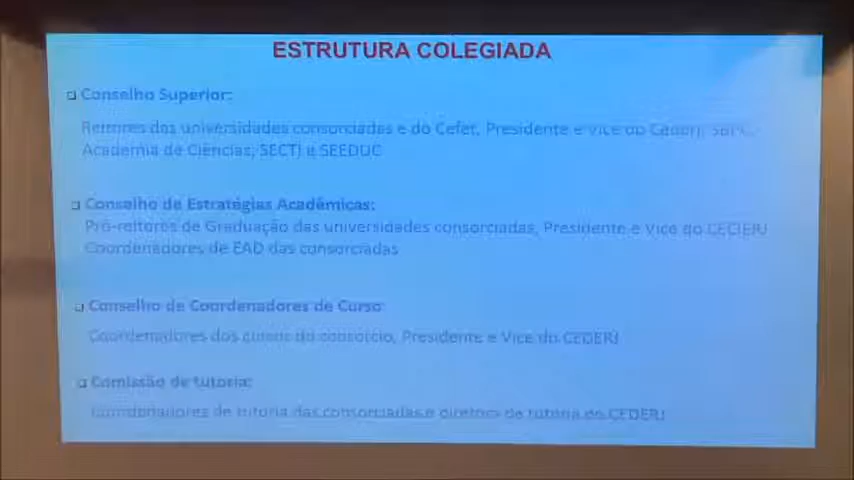 ESTRUTURA COLEGIADA
Conselho Superior:
Reitores das universidades consorciadas e do Cefet, Presidente e Vice do Cederj, SBPC,
Academia de Ciências, SECTI e SEEDUC
Conselho de Estratégias Acadêmicas:
Pró-reitores de Graduação das universidades consorciadas, Presidente e Vice do CECIERJ
Coordenadores de EAD das consorciadas
Conselho de Coordenadores de Curso:
Coordenadores dos cursos do consórcio, Presidente e Vice do CEDERJ
Comissão de tutoria:
Coordenadores de tutoria das consorciadas e diretora de tutoria do CEDERJ